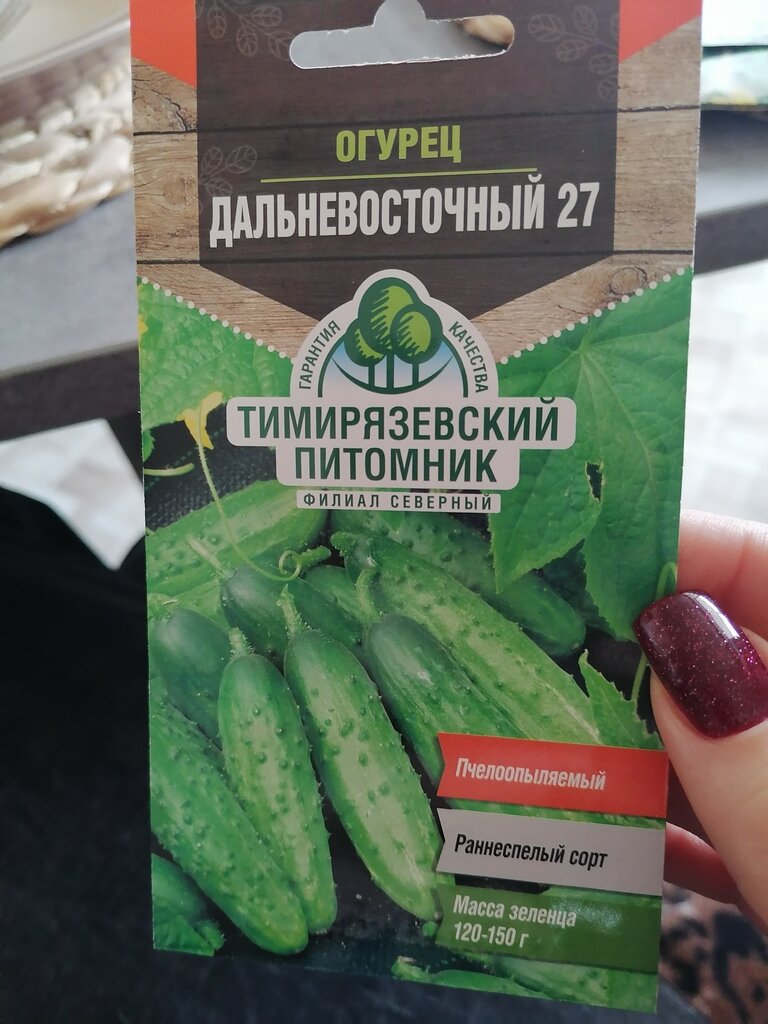 ОГУРЕЦ
ДАЛЬНЕВОСТОЧНЫЙ 27
ГАРАНТИЯ КАЧЕСТВА
ТИМИРЯЗЕВСКИЙ
ПИТОМНИК
ФИЛИАЛ СЕВЕРНЫЙ
Пчелоопыляемый
Раннеспелый сорт
Масса зеленца
120-150 г